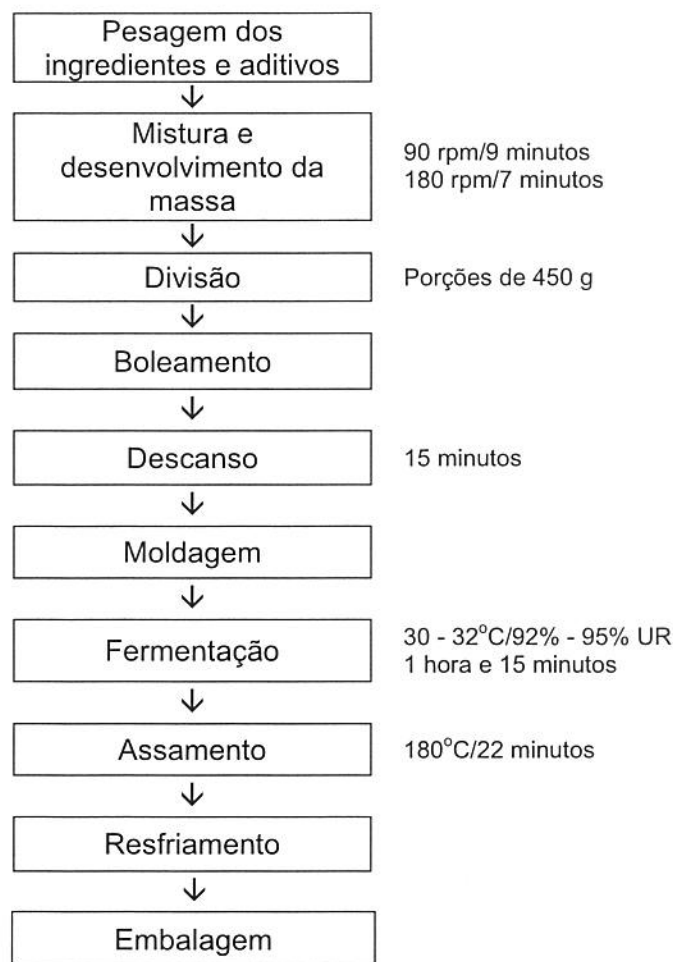 Pesagem dos
ingredientes e aditivos
Mistura e
desenvolvimento da
massa
90 rpm/9 minutos
180 rpm/7 minutos
Divisão
Porções de 450 g
Boleamento
Descanso
15 minutos
Moldagem
Fermentação
30 - 32°C/92% - 95% UR
1 hora e 15 minutos
Assamento
180°C/22 minutos
Resfriamento
Embalagem